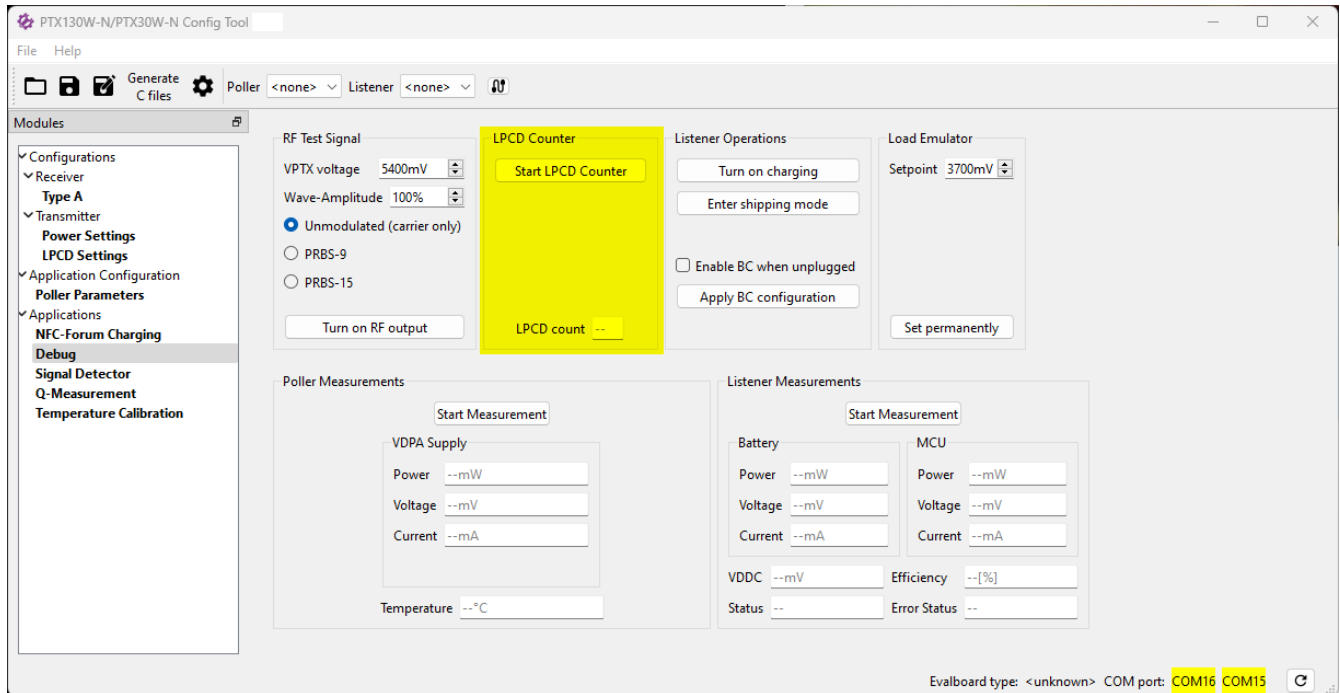 PTX130W-N/PTX30W-N Config Tool
File Help
Generate C files Poller <none> Listener <none>
Modules
Configurations
Receiver
Type A
Transmitter
Power Settings
LPCD Settings
Application Configuration
Poller Parameters
Applications
NFC-Forum Charging
Debug
Signal Detector
Q-Measurement
Temperature Calibration
RF Test Signal
VPTX voltage 5400mV
Wave-Amplitude 100%
Unmodulated (carrier only)
PRBS-9
PRBS-15
Turn on RF output
LPCD Counter
Start LPCD Counter
LPCD count --
Listener Operations
Turn on charging
Enter shipping mode
Enable BC when unplugged
Apply BC configuration
Load Emulator
Setpoint 3700mV
Set permanently
Poller Measurements
Start Measurement
VDPA Supply
Power --mW
Voltage --mV
Current --mA
Temperature --°C
Listener Measurements
Start Measurement
Battery
Power --mW
Voltage --mV
Current --mA
MCU
Power --mW
Voltage --mV
Current --mA
VDDC --mV Efficiency --[%]
Status -- Error Status --
Evalboard type: <unknown> COM port: COM16 COM15